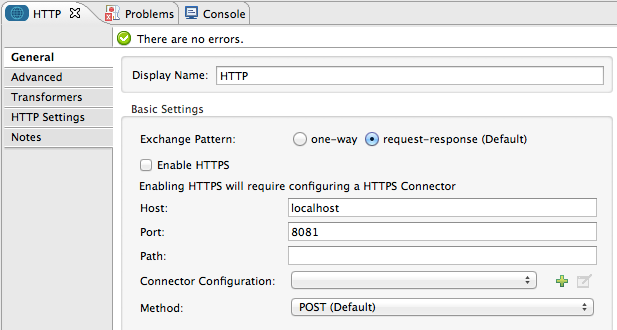 HTTP Problems Console
There are no errors.
General
Advanced
Transformers
HTTP Settings
Notes
Display Name: HTTP
Basic Settings
Exchange Pattern: one-way request-response (Default)
Enable HTTPS
Enabling HTTPS will require configuring a HTTPS Connector
Host: localhost
Port: 8081
Path:
Connector Configuration:
Method: POST (Default)